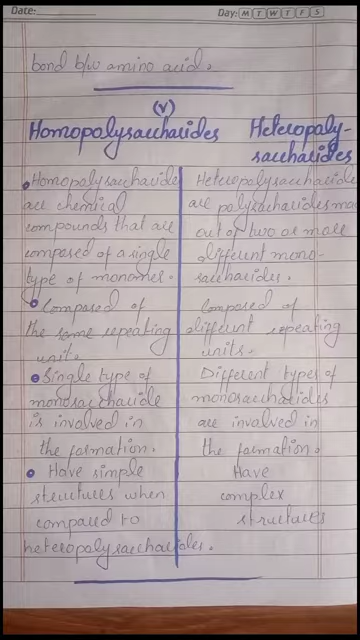 Date: Day: M T W T F S
bond b/w amino acid.
(V)
Homopolysaccharides
Heteropoly-
saccharides
Homopolysaccharide
are chemical
compounds that are
composed of a single
type of monomer.
Heteropolysaccharide
are polysaccharides
out of two or more
different mono-
saccharides.
Composed of
the same repeating
unit.
Composed of
different repeating
units.
Single type of
monosaccharide
is involved in
the formation.
Different types of
monosaccharides
are involved in
the formation.
Have simple
structures when
compared to
heteropolysaccharides.
Have
complex
structures